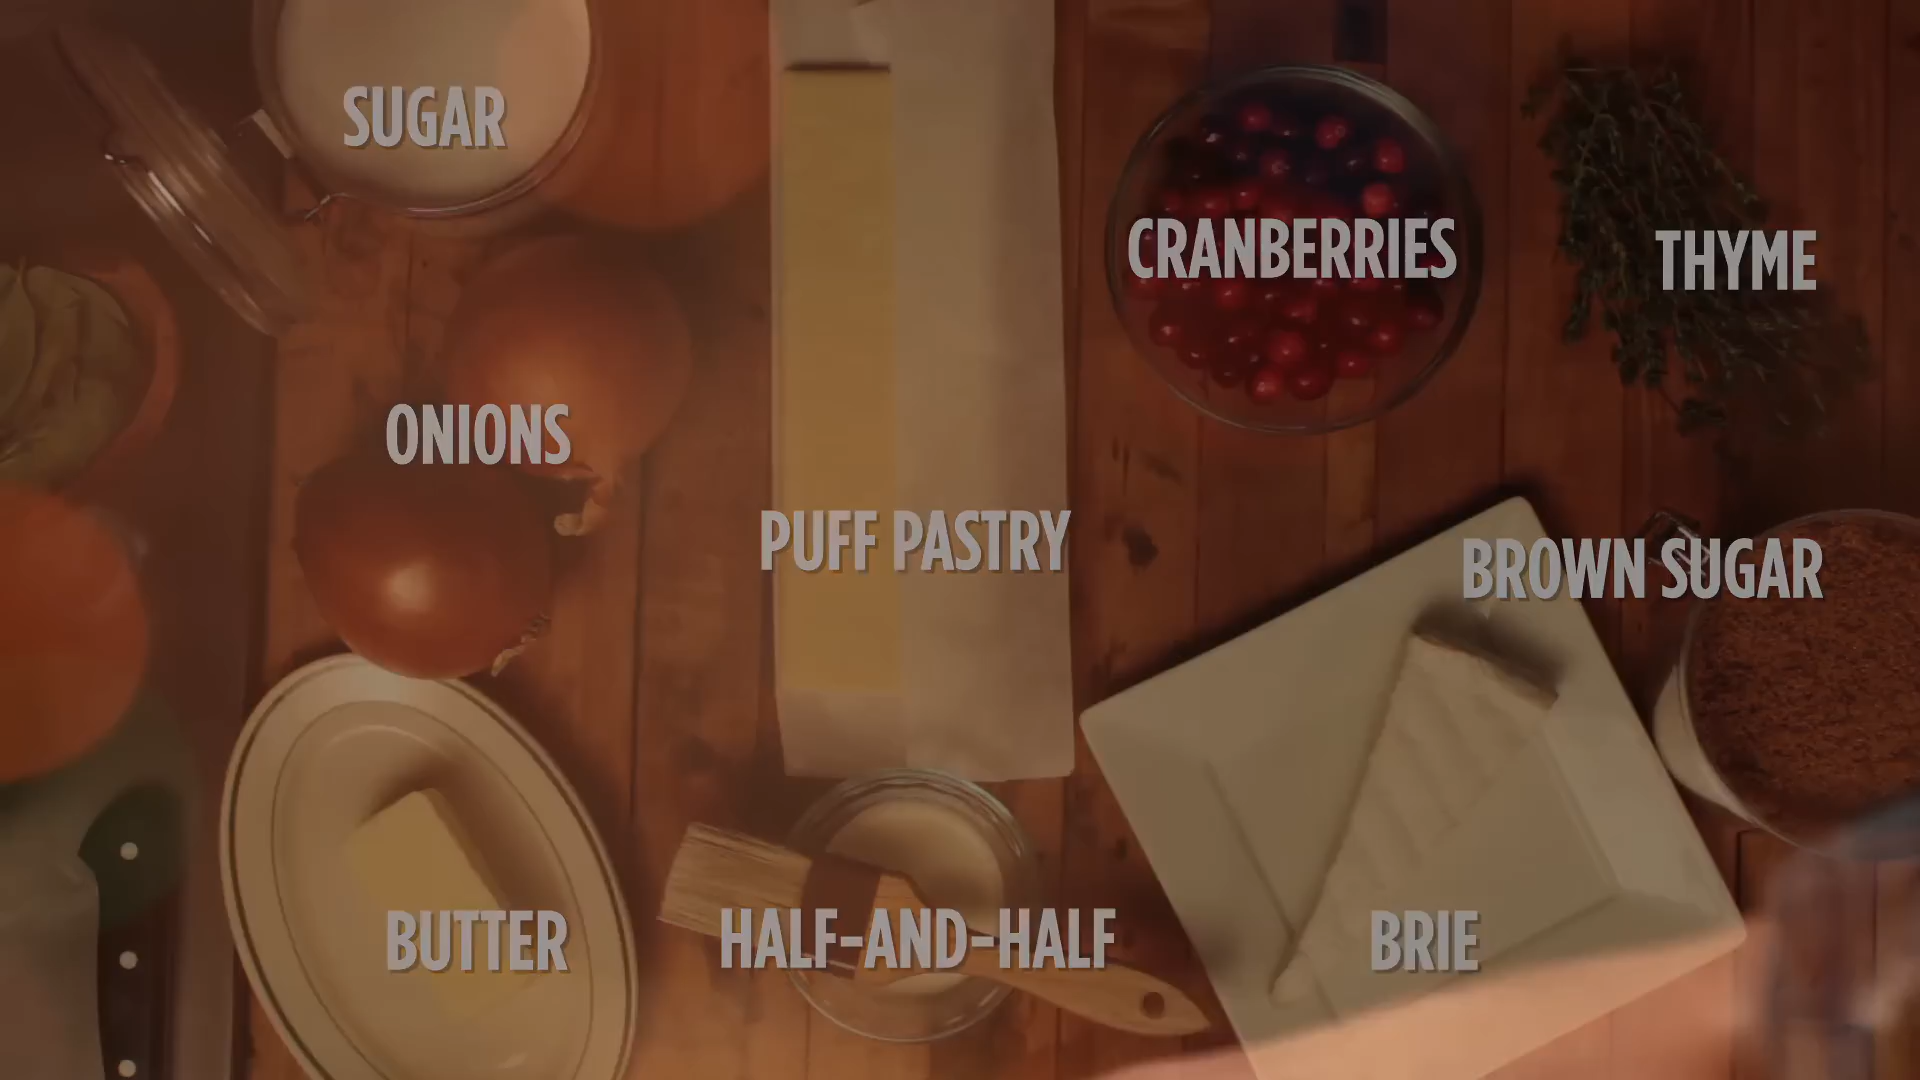 SUGAR
CRANBERRIES
THYME
ONIONS
PUFF PASTRY
BROWN SUGAR
BUTTER
HALF-AND-HALF
BRIE